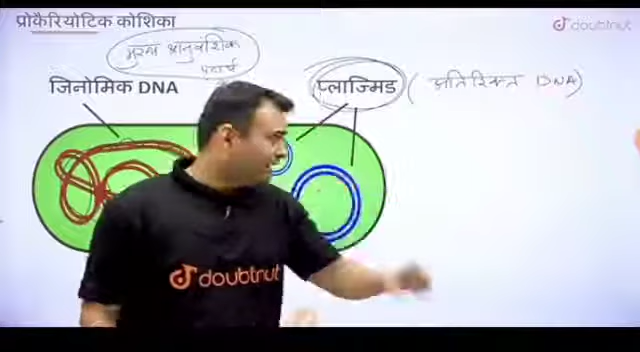 प्रोकैरियोटिक कोशिका
doubtnut
आनुवंशिक
पदार्थ
जिनोमिक DNA
प्लाज्मिड (अतिरिक्त DNA)
doubtnut